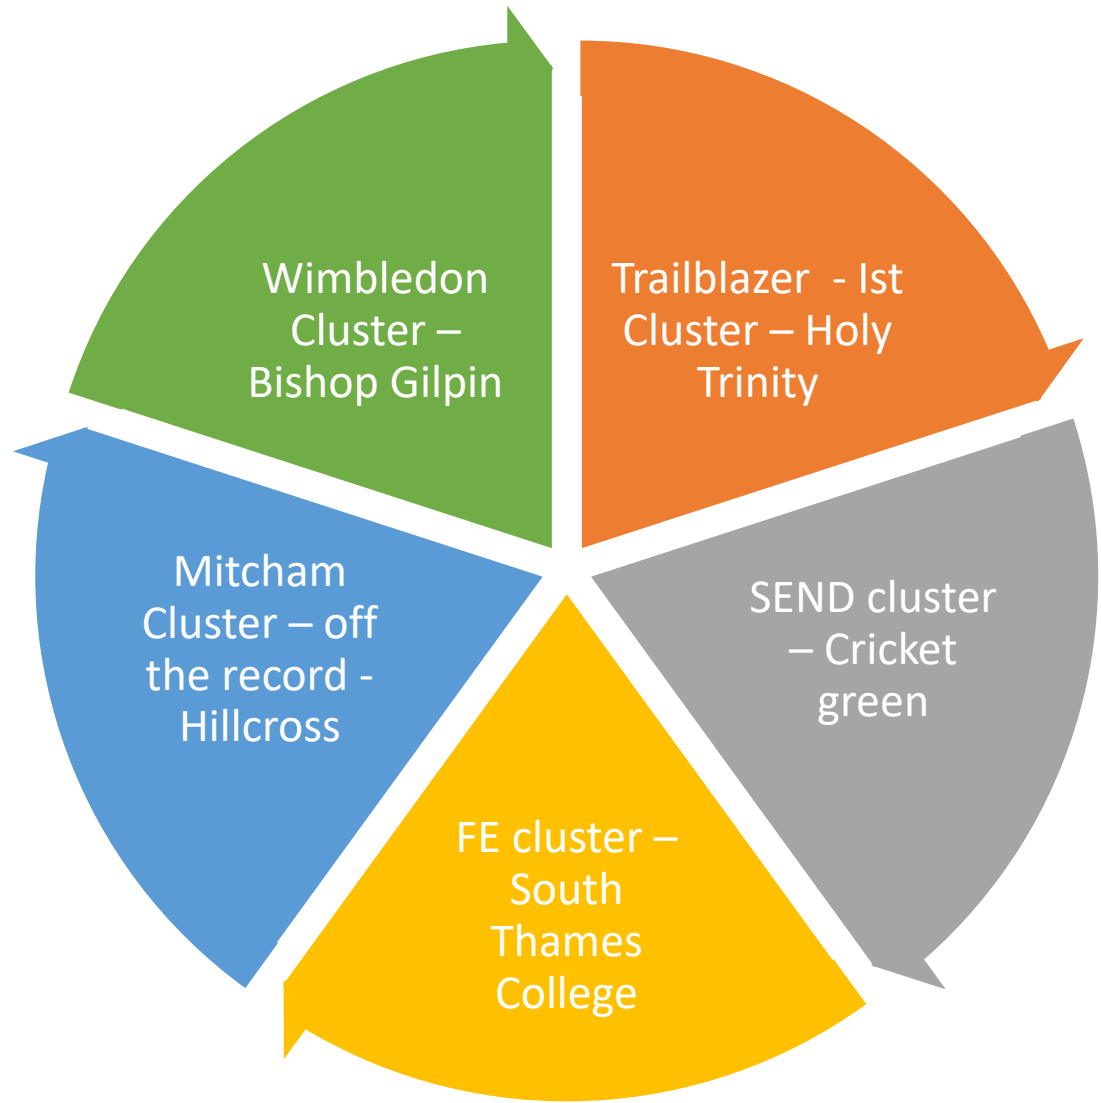 Wimbledon
Cluster –
Bishop Gilpin
Trailblazer  - Ist
Cluster – Holy
Trinity
SEND cluster
– Cricket
green
FE cluster –
South
Thames
College
Mitcham
Cluster – off
the record -
Hillcross